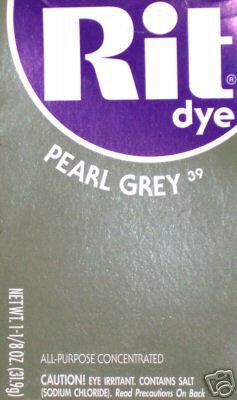 Rit®
dye
PEARL GREY 39
NET WT. 1-1/8 OZ. (31.9g)
ALL-PURPOSE CONCENTRATED
CAUTION! EYE IRRITANT. CONTAINS SALT
(SODIUM CHLORIDE). Read Precautions On Back